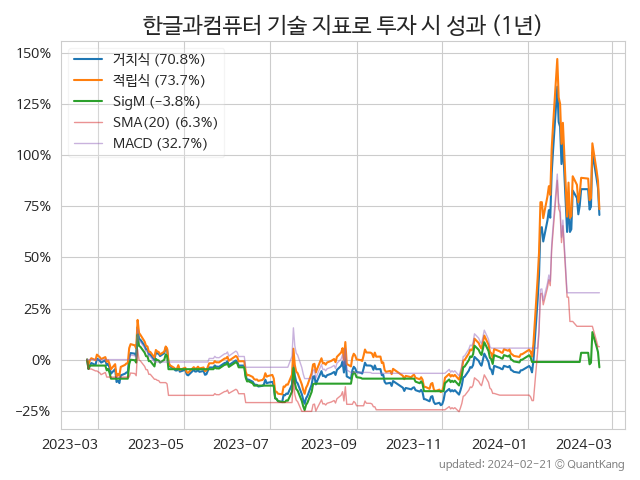 한글과컴퓨터 기술 지표로 투자 시 성과 (1년)
150%
125%
100%
75%
50%
25%
0%
−25%
거치식 (70.8%)
적립식 (73.7%)
SigM (−3.8%)
SMA(20) (6.3%)
MACD (32.7%)
2023-03 2023-05 2023-07 2023-09 2023-11 2024-01 2024-03
updated: 2024-02-21 © QuantKang